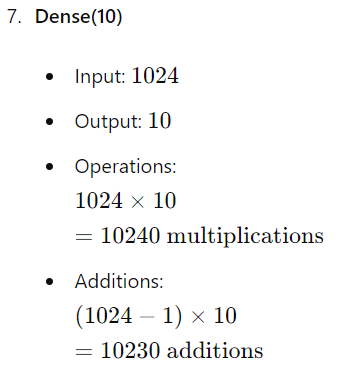 7. Dense(10)
• Input: 1024
• Output: 10
• Operations:
1024 × 10
= 10240 multiplications
• Additions:
(1024 − 1) × 10
= 10230 additions